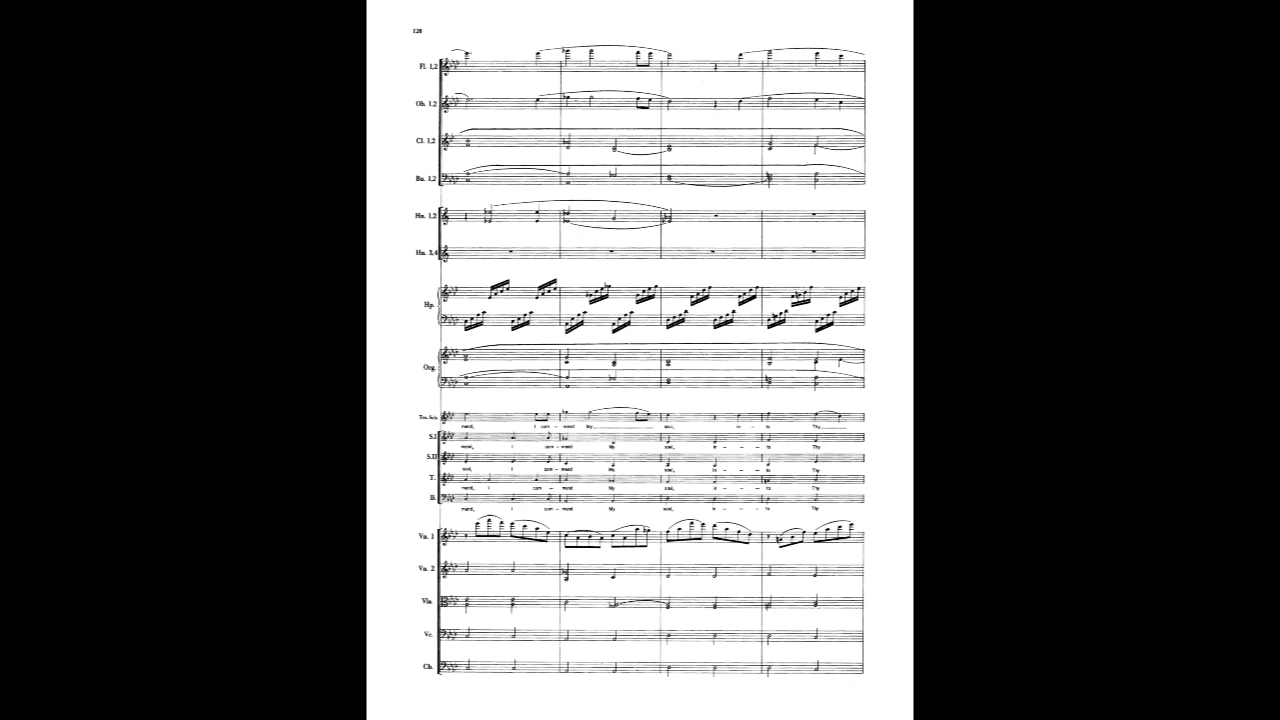 120
Fl. 1,2
Ob. 1,2
Cl. 1,2
Bn. 1,2
Hn. 1,2
Hn. 3,4
Hp.
Org.
Ten. Solo
mend, I com - mend My soul, in - to Thy
S.I
mend, I com - mend My soul, in - to Thy
S.II
soul, I com - mend My soul, in - to Thy
T.
mend, I com - mend My soul, in - to Thy
B.
mend, I com - mend My soul, in - to Thy
Vn. 1
Vn. 2
Vla.
Vc.
Cb.